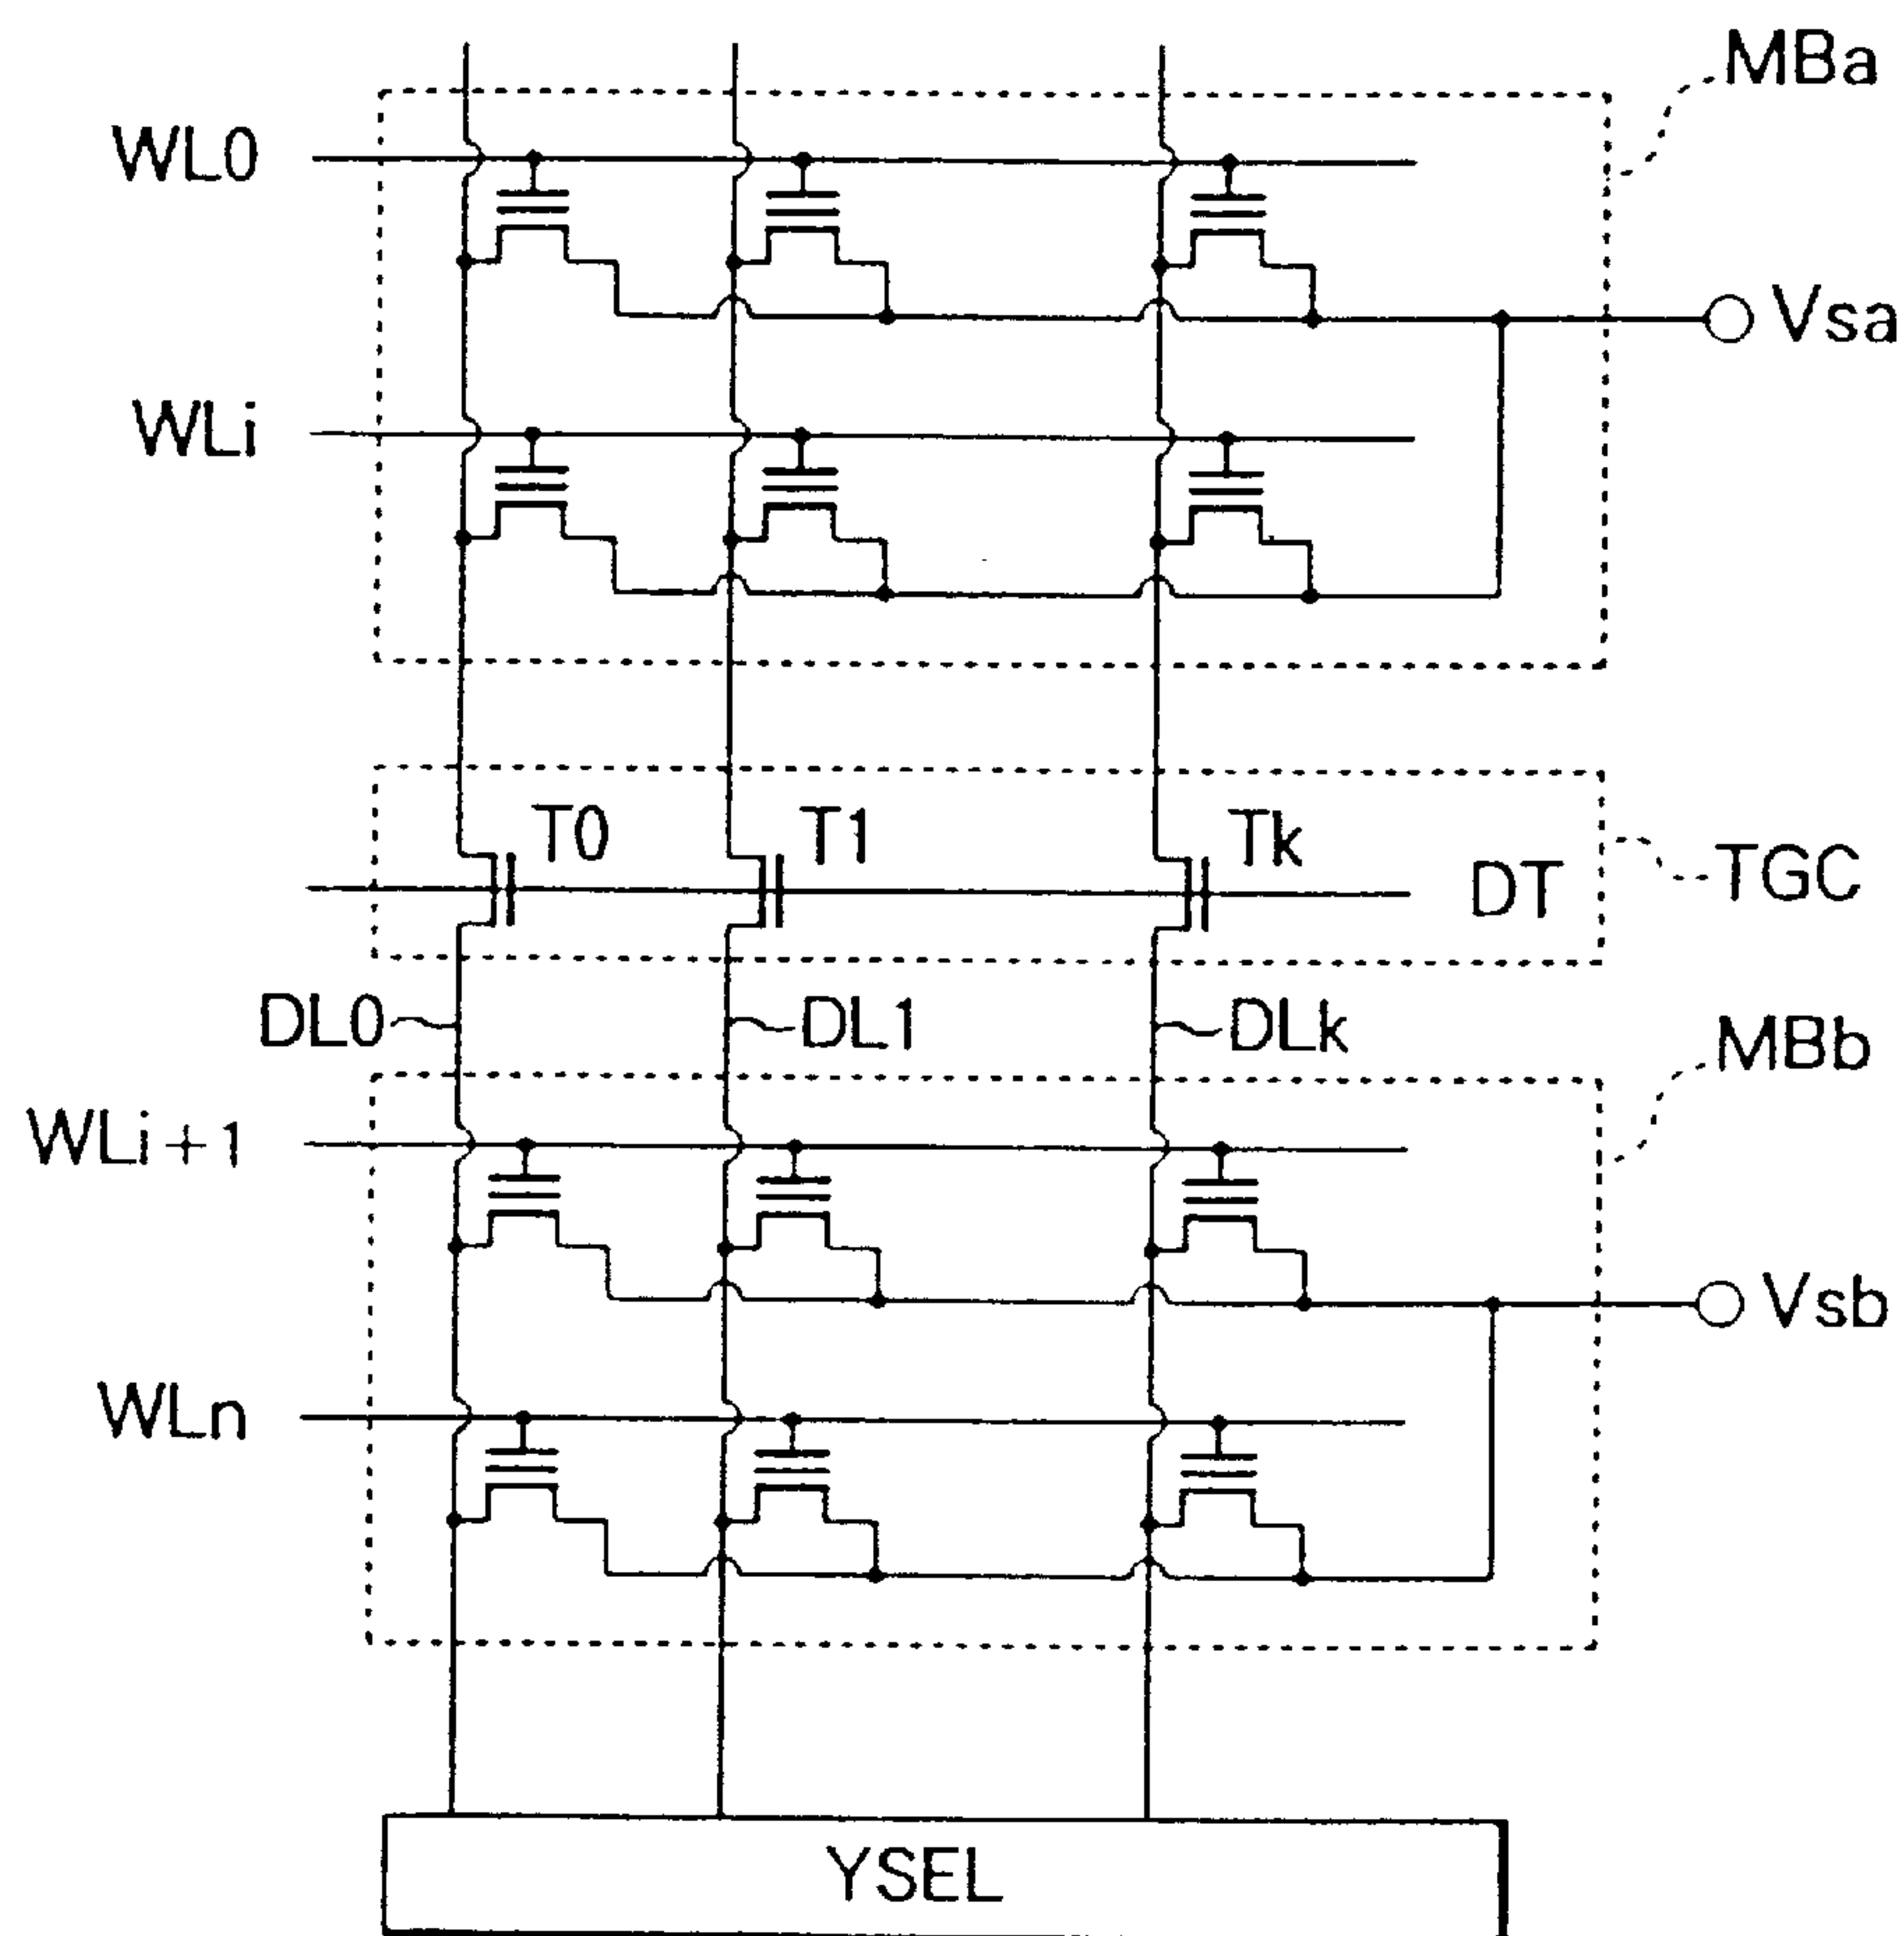 MBa
WL0
Vsa
WLi
T0
T1
Tk
DT
TGC
DL0
DL1
DLk
MBb
WLi+1
Vsb
WLn
YSEL